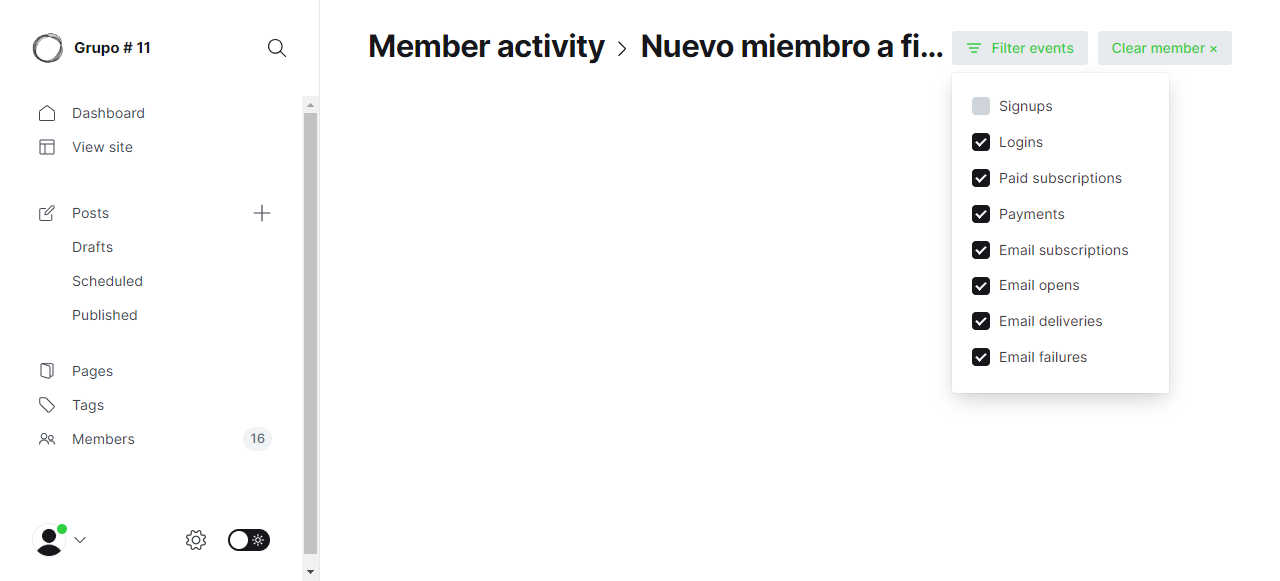 Grupo # 11
Dashboard
View site
Posts
Drafts
Scheduled
Published
Pages
Tags
Members 16
Member activity > Nuevo miembro a fi...
Filter events
Clear member ×
Signups
Logins
Paid subscriptions
Payments
Email subscriptions
Email opens
Email deliveries
Email failures